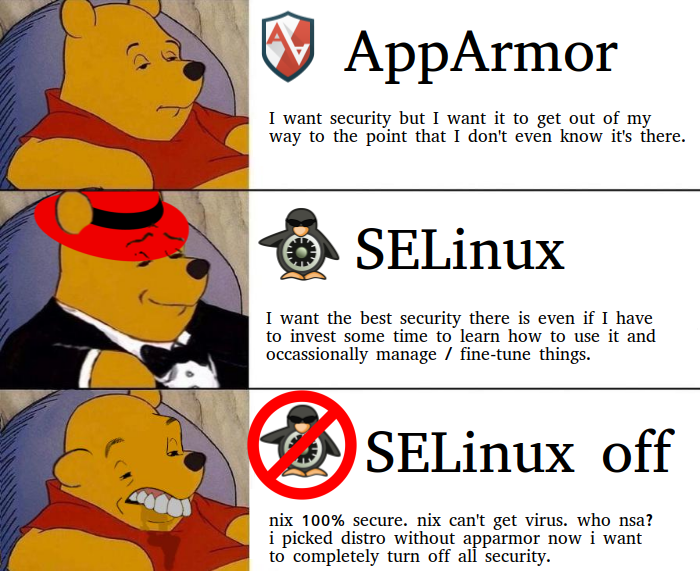 AppArmor
I want security but I want it to get out of my
way to the point that I don't even know it's there.
SELinux
I want the best security there is even if I have
to invest some time to learn how to use it and
occassionally manage / fine-tune things.
SELinux off
nix 100% secure. nix can't get virus. who nsa?
i picked distro without apparmor now i want
to completely turn off all security.